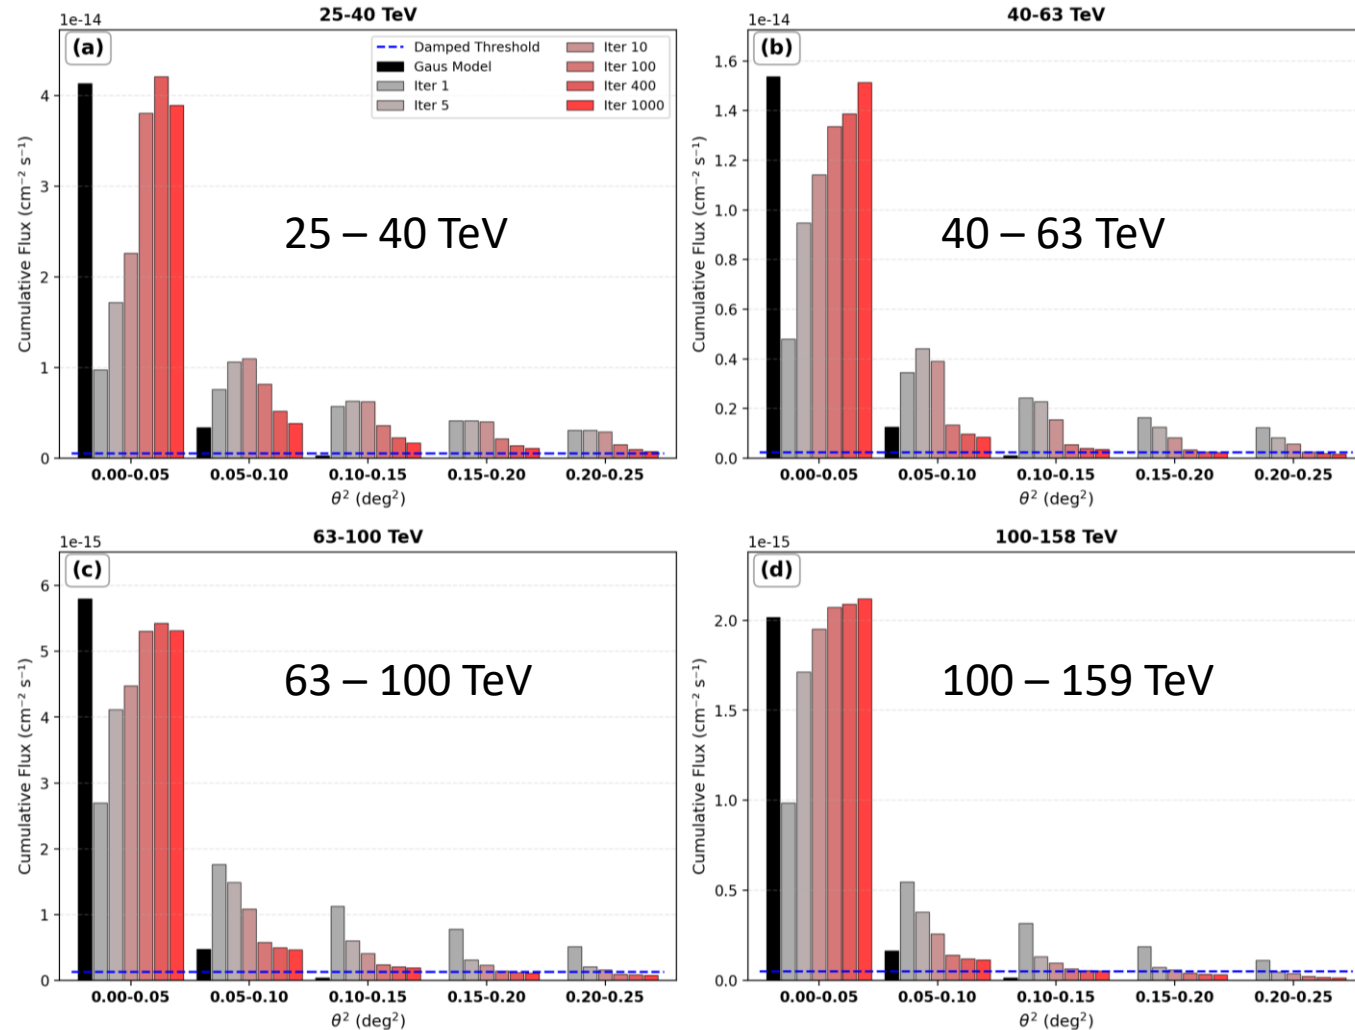 25-40 TeV
1e-14
(a)
Damped Threshold
Gaus Model
Iter 1
Iter 5
Iter 10
Iter 100
Iter 400
Iter 1000
25 – 40 TeV
Cumulative Flux (cm⁻² s⁻¹)
4
3
2
1
0
0.00-0.05 0.05-0.10 0.10-0.15 0.15-0.20 0.20-0.25
θ² (deg²)
40-63 TeV
1e-14
(b)
40 – 63 TeV
Cumulative Flux (cm⁻² s⁻¹)
1.6
1.4
1.2
1.0
0.8
0.6
0.4
0.2
0.0
0.00-0.05 0.05-0.10 0.10-0.15 0.15-0.20 0.20-0.25
θ² (deg²)
63-100 TeV
1e-15
(c)
63 – 100 TeV
Cumulative Flux (cm⁻² s⁻¹)
6
5
4
3
2
1
0
0.00-0.05 0.05-0.10 0.10-0.15 0.15-0.20 0.20-0.25
θ² (deg²)
100-158 TeV
1e-15
(d)
100 – 159 TeV
Cumulative Flux (cm⁻² s⁻¹)
2.0
1.5
1.0
0.5
0.0
0.00-0.05 0.05-0.10 0.10-0.15 0.15-0.20 0.20-0.25
θ² (deg²)